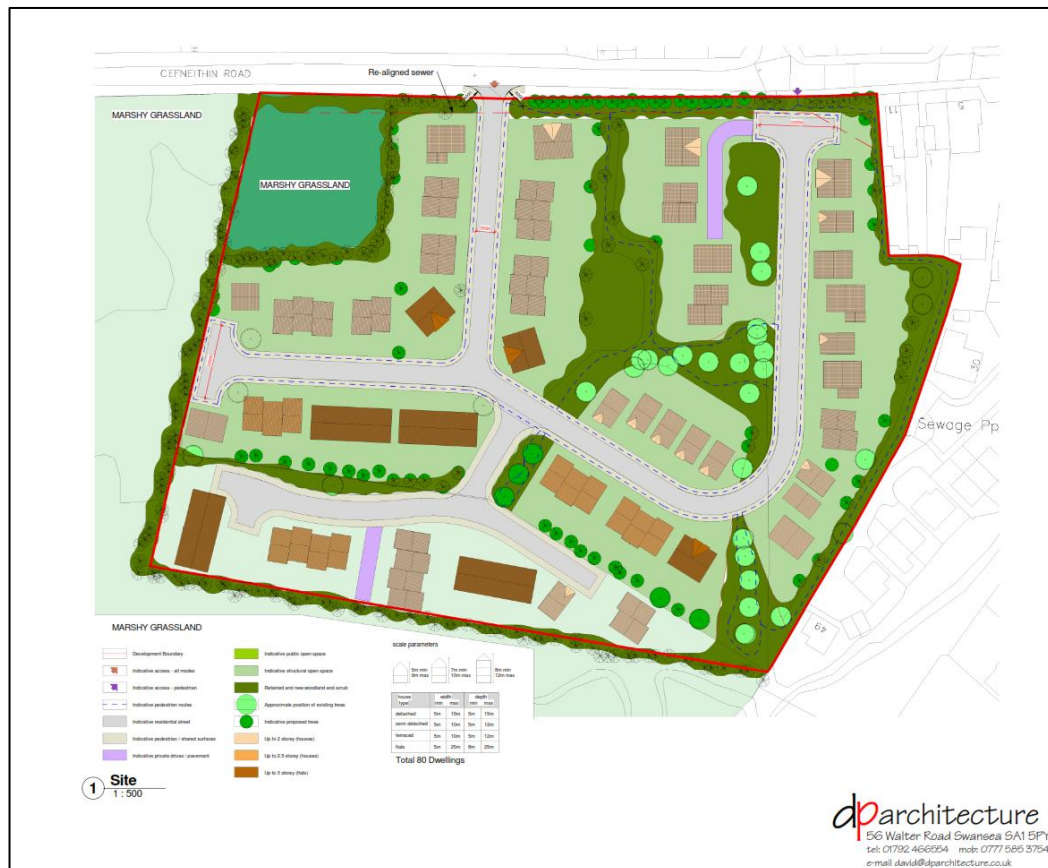 CEFNEITHIN ROAD
Re-aligned sewer
MARSHY GRASSLAND
MARSHY GRASSLAND
11
5
30
Sewage Pp
49
MARSHY GRASSLAND
Development Boundary
Indicative access - all modes
Indicative access - pedestrian
Indicative pedestrian routes
Indicative residential street
Indicative pedestrian / shared surfaces
Indicative private drives / pavement
Indicative public open space
Indicative structural open space
Retained and new woodland and scrub
Approximate position of existing trees
Indicative proposed trees
Up to 2 storey (houses)
Up to 2.5 storey (houses)
Up to 3 storey (flats)
scale parameters
5m min
9m max
7m min
10m max
8m min
12m max
house type width min max depth min max
detached 5m 15m 5m 15m
semi-detached 5m 10m 5m 12m
terraced 5m 10m 5m 12m
flats 5m 25m 8m 25m
Total 80 Dwellings
1 Site
1 : 500
dparchitecture
56 Walter Road Swansea SA1 5PY
tel: 01792 466554 mob: 0777 585 3754
e-mail david@dparchitecture.co.uk